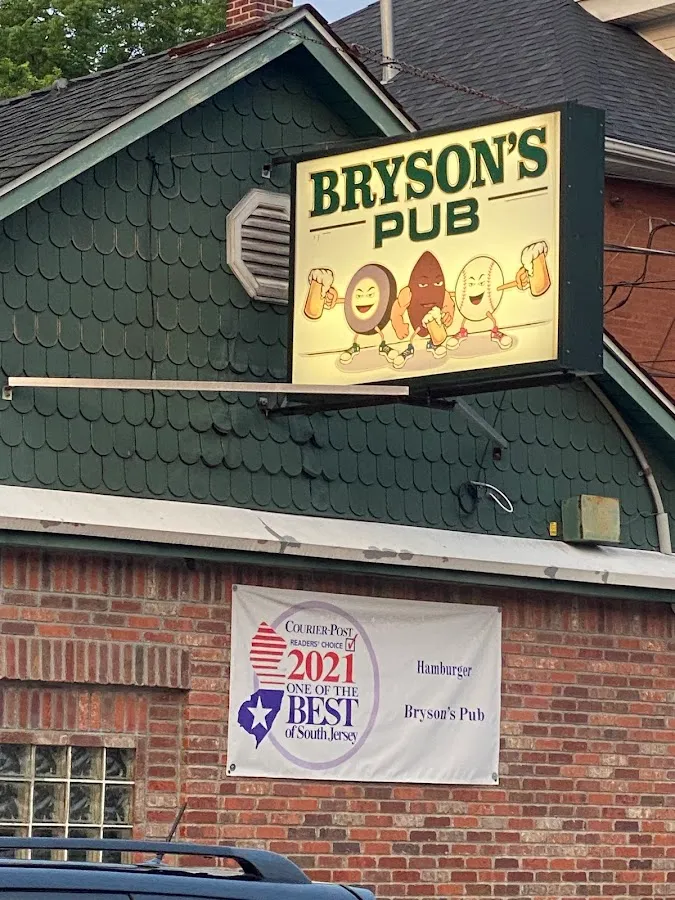 BRYSON'S
PUB
COURIER-POST
READERS' CHOICE
2021
ONE OF THE
BEST
of South Jersey
Hamburger
Bryson's Pub